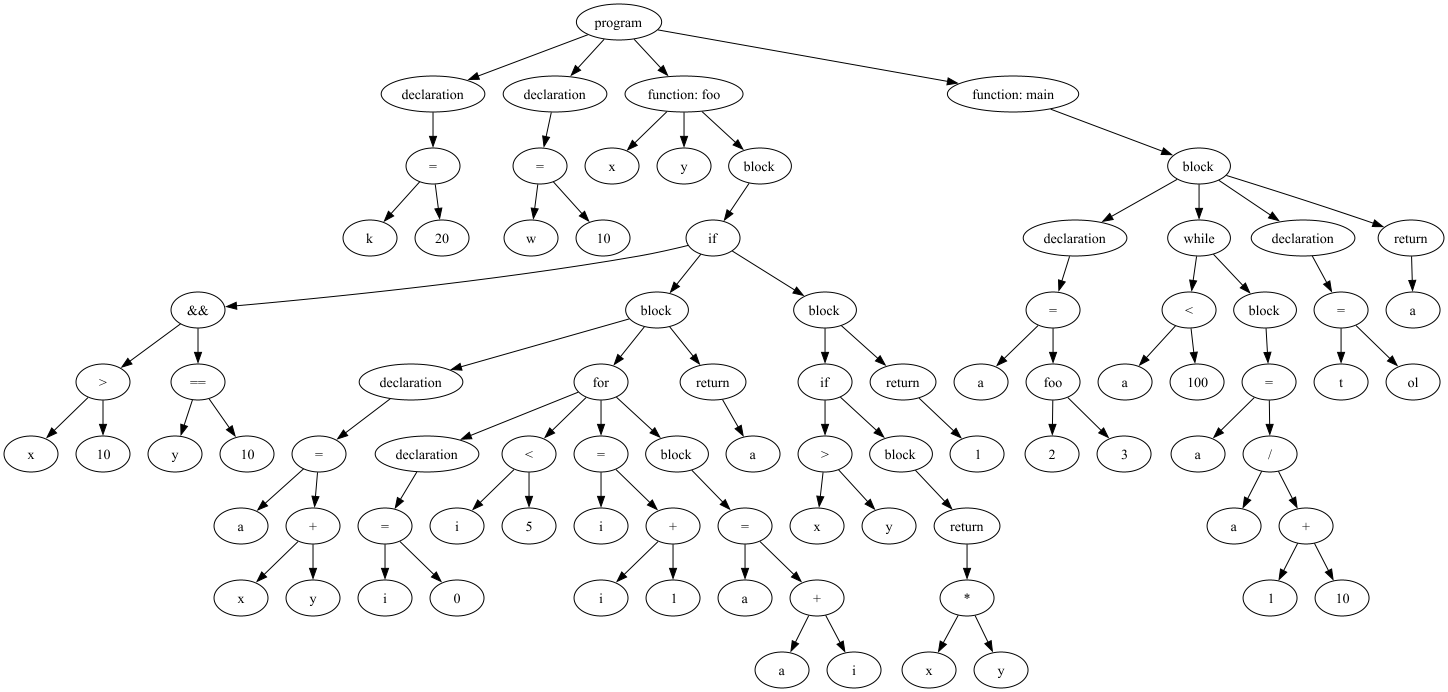 program
declaration declaration function: foo function: main
= = x y block block
k 20 w 10 if declaration while declaration return
&& block block = < block = a
> == declaration for return if return a foo a 100 = t ol
x 10 y 10 = declaration < = block a > block 1 2 3 a /
a + = i 5 i + = x y return a +
x y i 0 i 1 a + * 1 10
a i x y